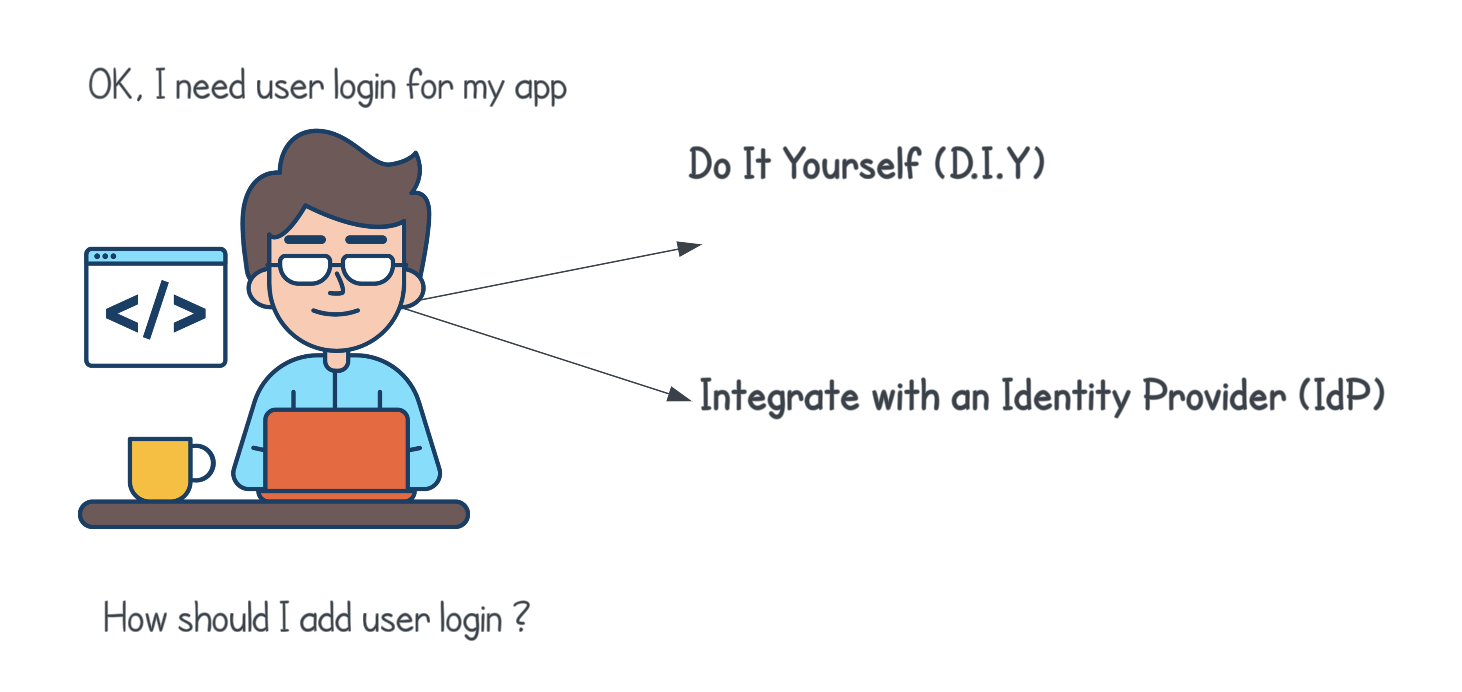 OK, I need user login for my app
Do It Yourself (D.I.Y)
</>
Integrate with an Identity Provider (IdP)
How should I add user login ?